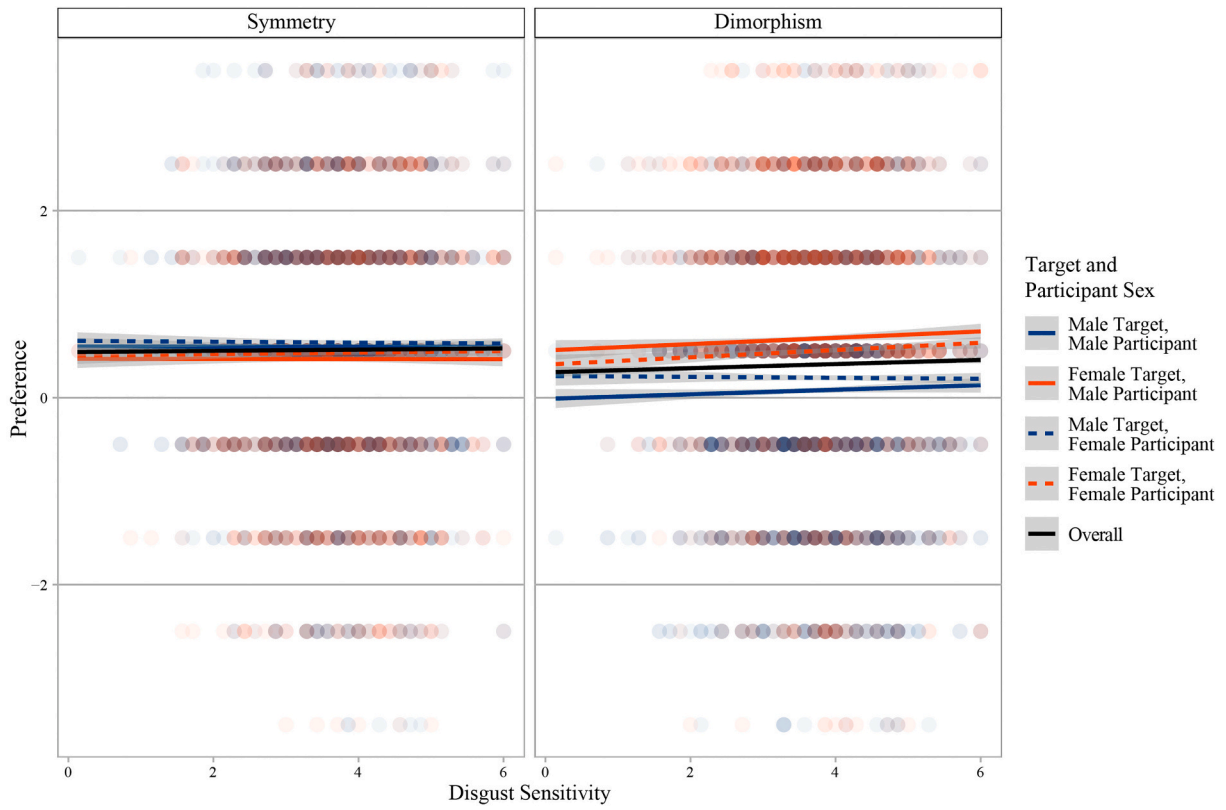 Symmetry
Dimorphism
Preference
2
0
−2
0
2
4
6
0
2
4
6
Disgust Sensitivity
Target and
Participant Sex
Male Target,
Male Participant
Female Target,
Male Participant
Male Target,
Female Participant
Female Target,
Female Participant
Overall